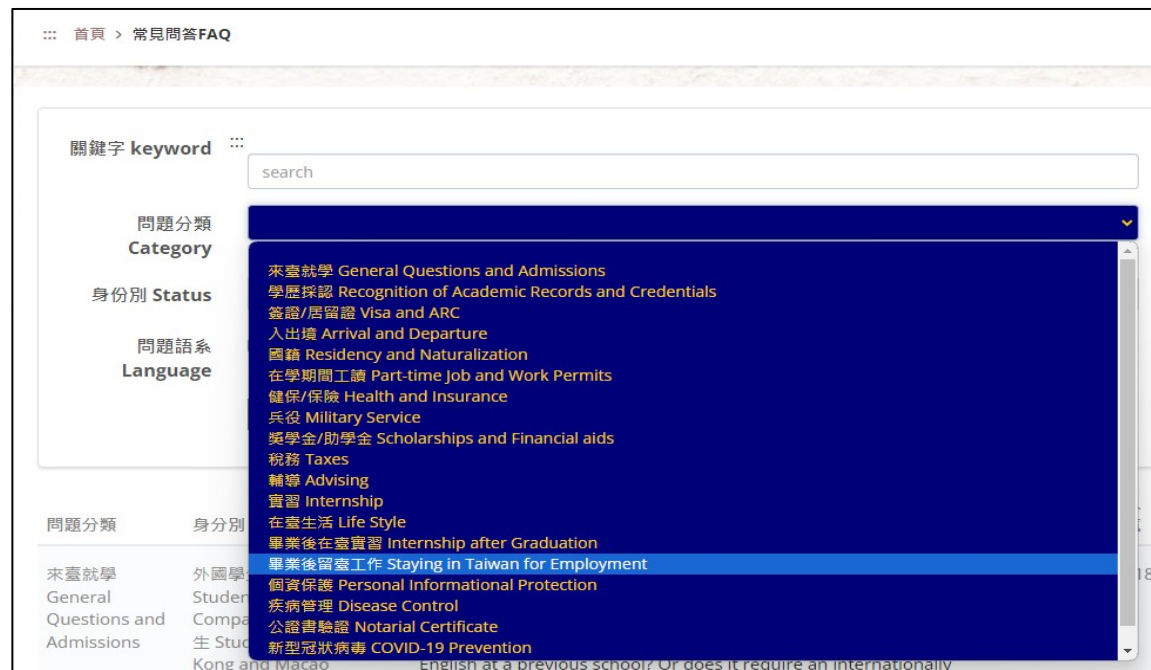 ::: 首頁 > 常見問答FAQ
關鍵字 keyword :::
search
問題分類
Category
來臺就學 General Questions and Admissions
學歷採認 Recognition of Academic Records and Credentials
簽證/居留證 Visa and ARC
入出境 Arrival and Departure
國籍 Residency and Naturalization
在學期間工讀 Part-time Job and Work Permits
健保/保險 Health and Insurance
兵役 Military Service
獎學金/助學金 Scholarships and Financial aids
稅務 Taxes
輔導 Advising
實習 Internship
在臺生活 Life Style
畢業後在臺實習 Internship after Graduation
畢業後留臺工作 Staying in Taiwan for Employment
個資保護 Personal Informational Protection
疾病管理 Disease Control
公證書驗證 Notarial Certificate
新型冠狀病毒 COVID-19 Prevention
身份別 Status
問題語系
Language
問題分類 身分別
來臺就學 外國學
General Studen
Questions and Compa
Admissions 生 Stud
Kong and Macao English at a previous school? Or does it require an internationally
18